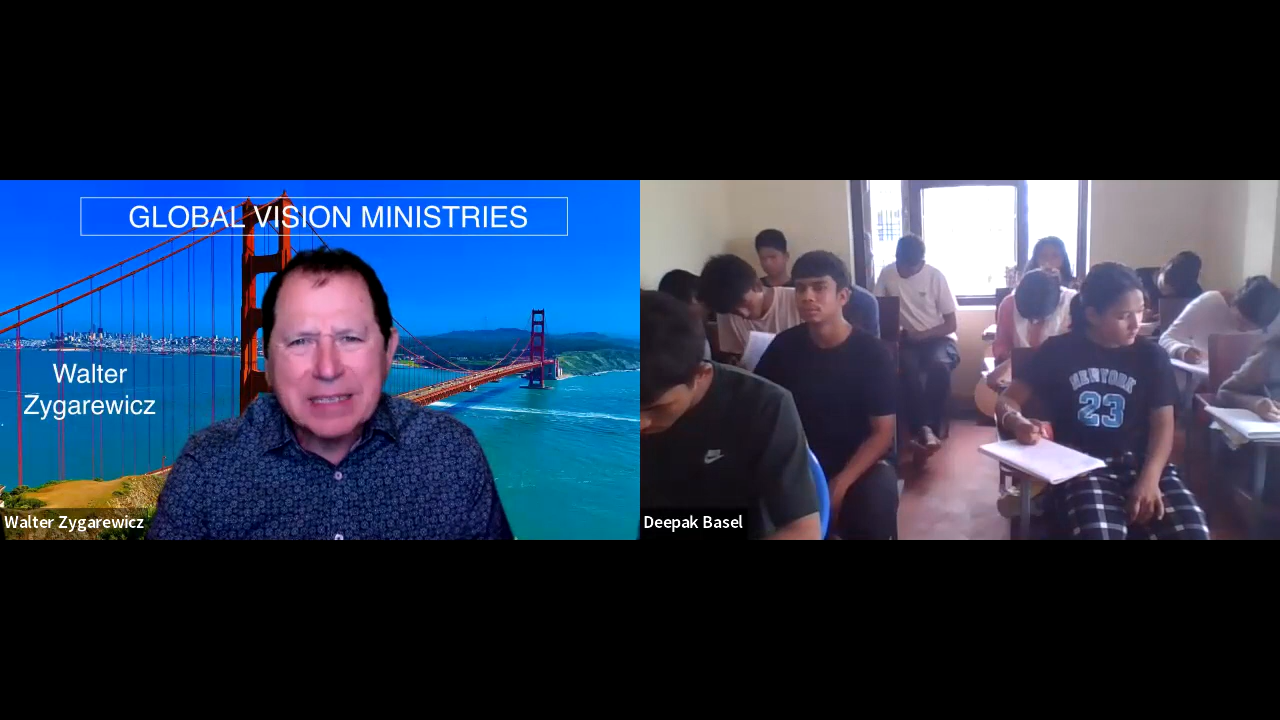 GLOBAL VISION MINISTRIES
Walter
Zygarewicz
Walter Zygarewicz
NEW YORK
23
Deepak Basel